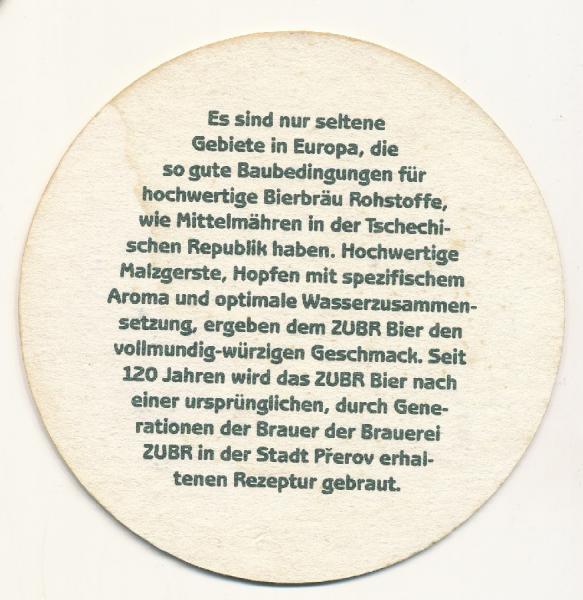 Es sind nur seltene
Gebiete in Europa, die
so gute Baubedingungen für
hochwertige Bierbräu Rohstoffe,
wie Mittelmähren in der Tschechi-
schen Republik haben. Hochwertige
Malzgerste, Hopfen mit spezifischem
Aroma und optimale Wasserzusammen-
setzung, ergeben dem ZUBR Bier den
vollmundig-würzigen Geschmack. Seit
120 Jahren wird das ZUBR Bier nach
einer ursprünglichen, durch Gene-
rationen der Brauer der Brauerei
ZUBR in der Stadt Přerov erhal-
tenen Rezeptur gebraut.